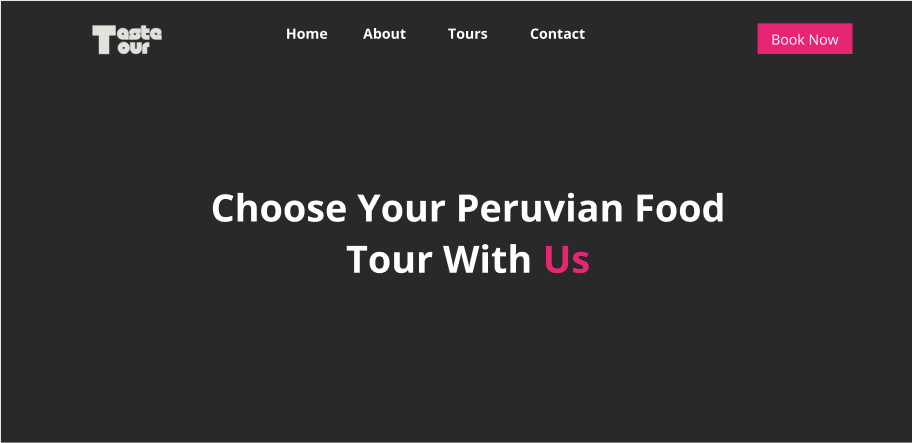 Taste
Tour
Home About Tours Contact
Book Now
Choose Your Peruvian Food
Tour With Us